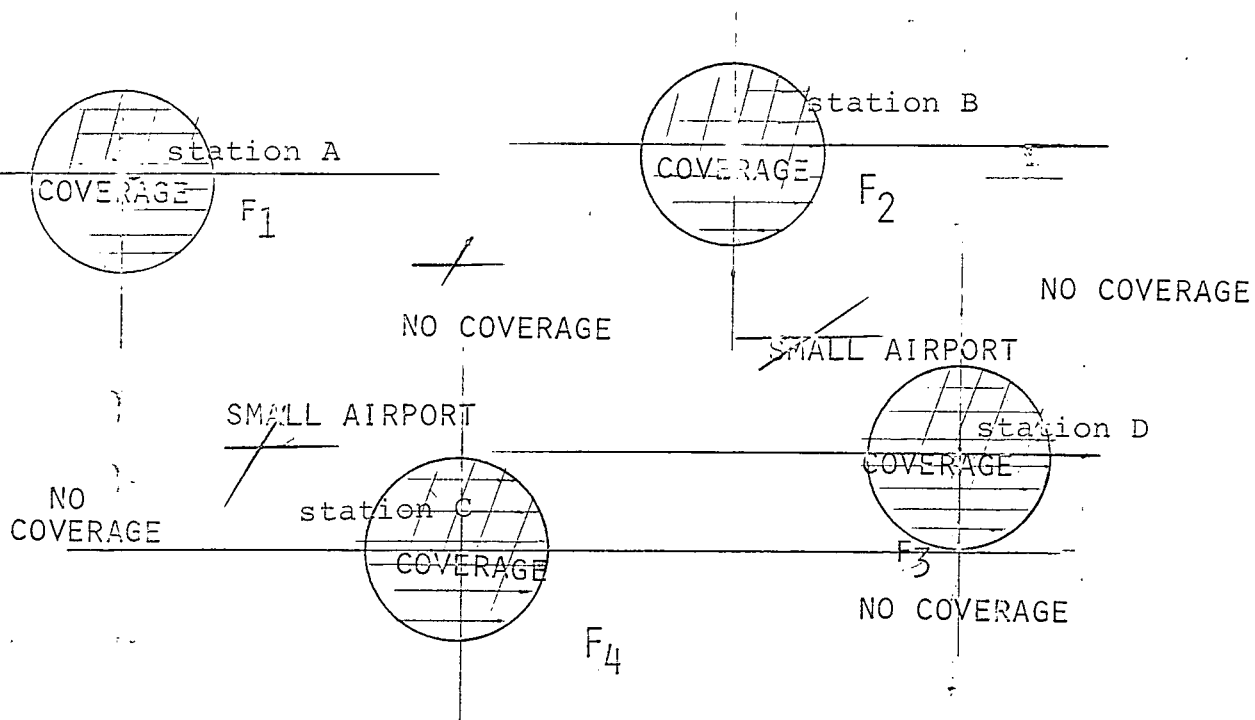 station B
station A
COVERAGE
COVERAGE
F2
F1
NO COVERAGE
NO COVERAGE
SMALL AIRPORT
SMALL AIRPORT
station D
COVERAGE
NO
COVERAGE
station C
COVERAGE
F3
NO COVERAGE
F4